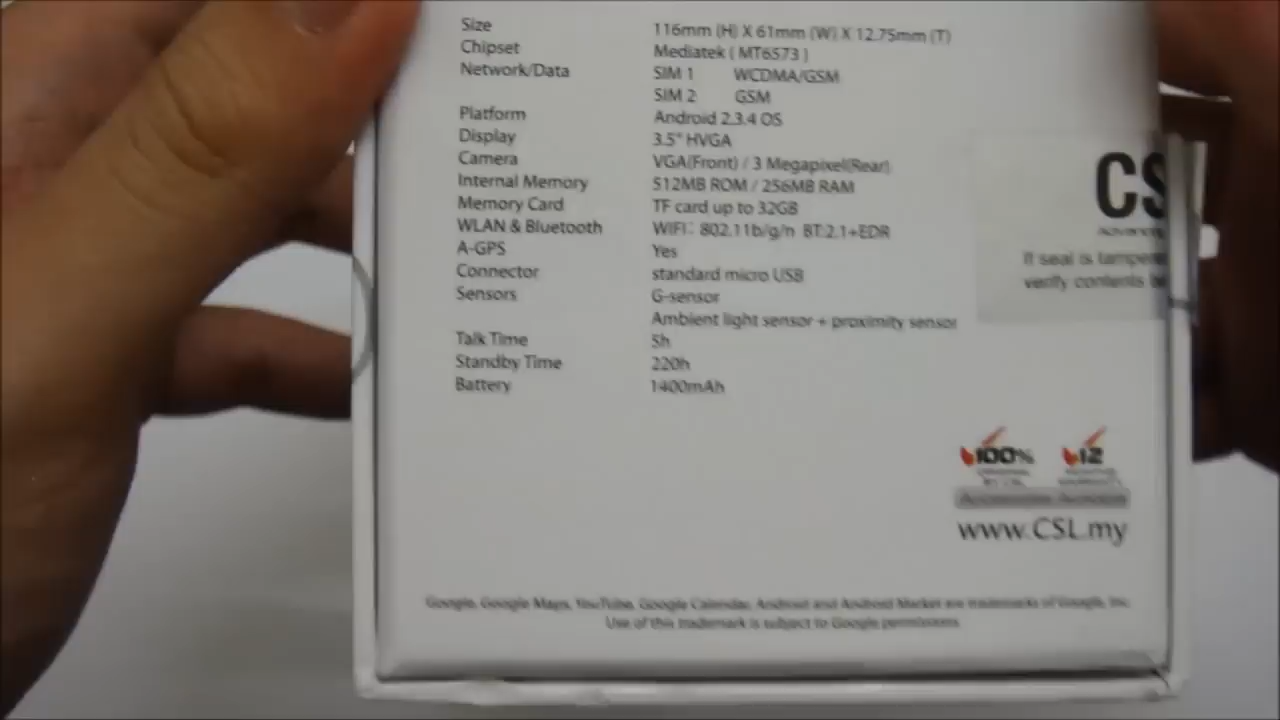 Size 116mm (H) X 61mm (W) X 12.75mm (T)
Chipset Mediatek ( MT6573 )
Network/Data SIM 1 WCDMA/GSM
SIM 2 GSM
Platform Android 2.3.4 OS
Display 3.5" HVGA
Camera VGA(Front) / 3 Megapixel(Rear)
Internal Memory 512MB ROM / 256MB RAM
Memory Card TF card up to 32GB
WLAN & Bluetooth WIFI: 802.11b/g/n BT:2.1+EDR
A-GPS Yes
Connector standard micro USB
Sensors G-sensor
Ambient light sensor + proximity sensor
Talk Time 5h
Standby Time 220h
Battery 1400mAh
CS
If seal is tampe
verify contents
100% 12
www.CSL.my
Google, Google Maps, YouTube, Google Calendar, Android and Android Market are trademarks of Google, Inc.
Use of this trademark is subject to Google permissions